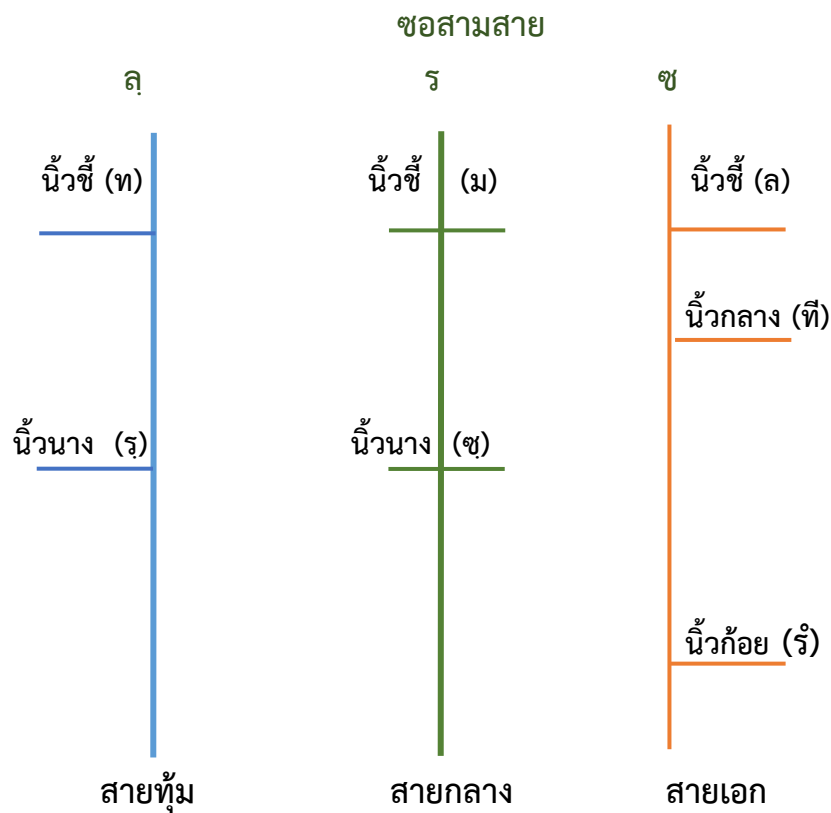 ซอสามสาย
ลฺ ร ซ
นิ้วชี้ (ท) นิ้วชี้ (ม) นิ้วชี้ (ล)
นิ้วกลาง (ที)
นิ้วนาง (รฺ) นิ้วนาง (ซฺ)
นิ้วก้อย (รํ)
สายทุ้ม สายกลาง สายเอก